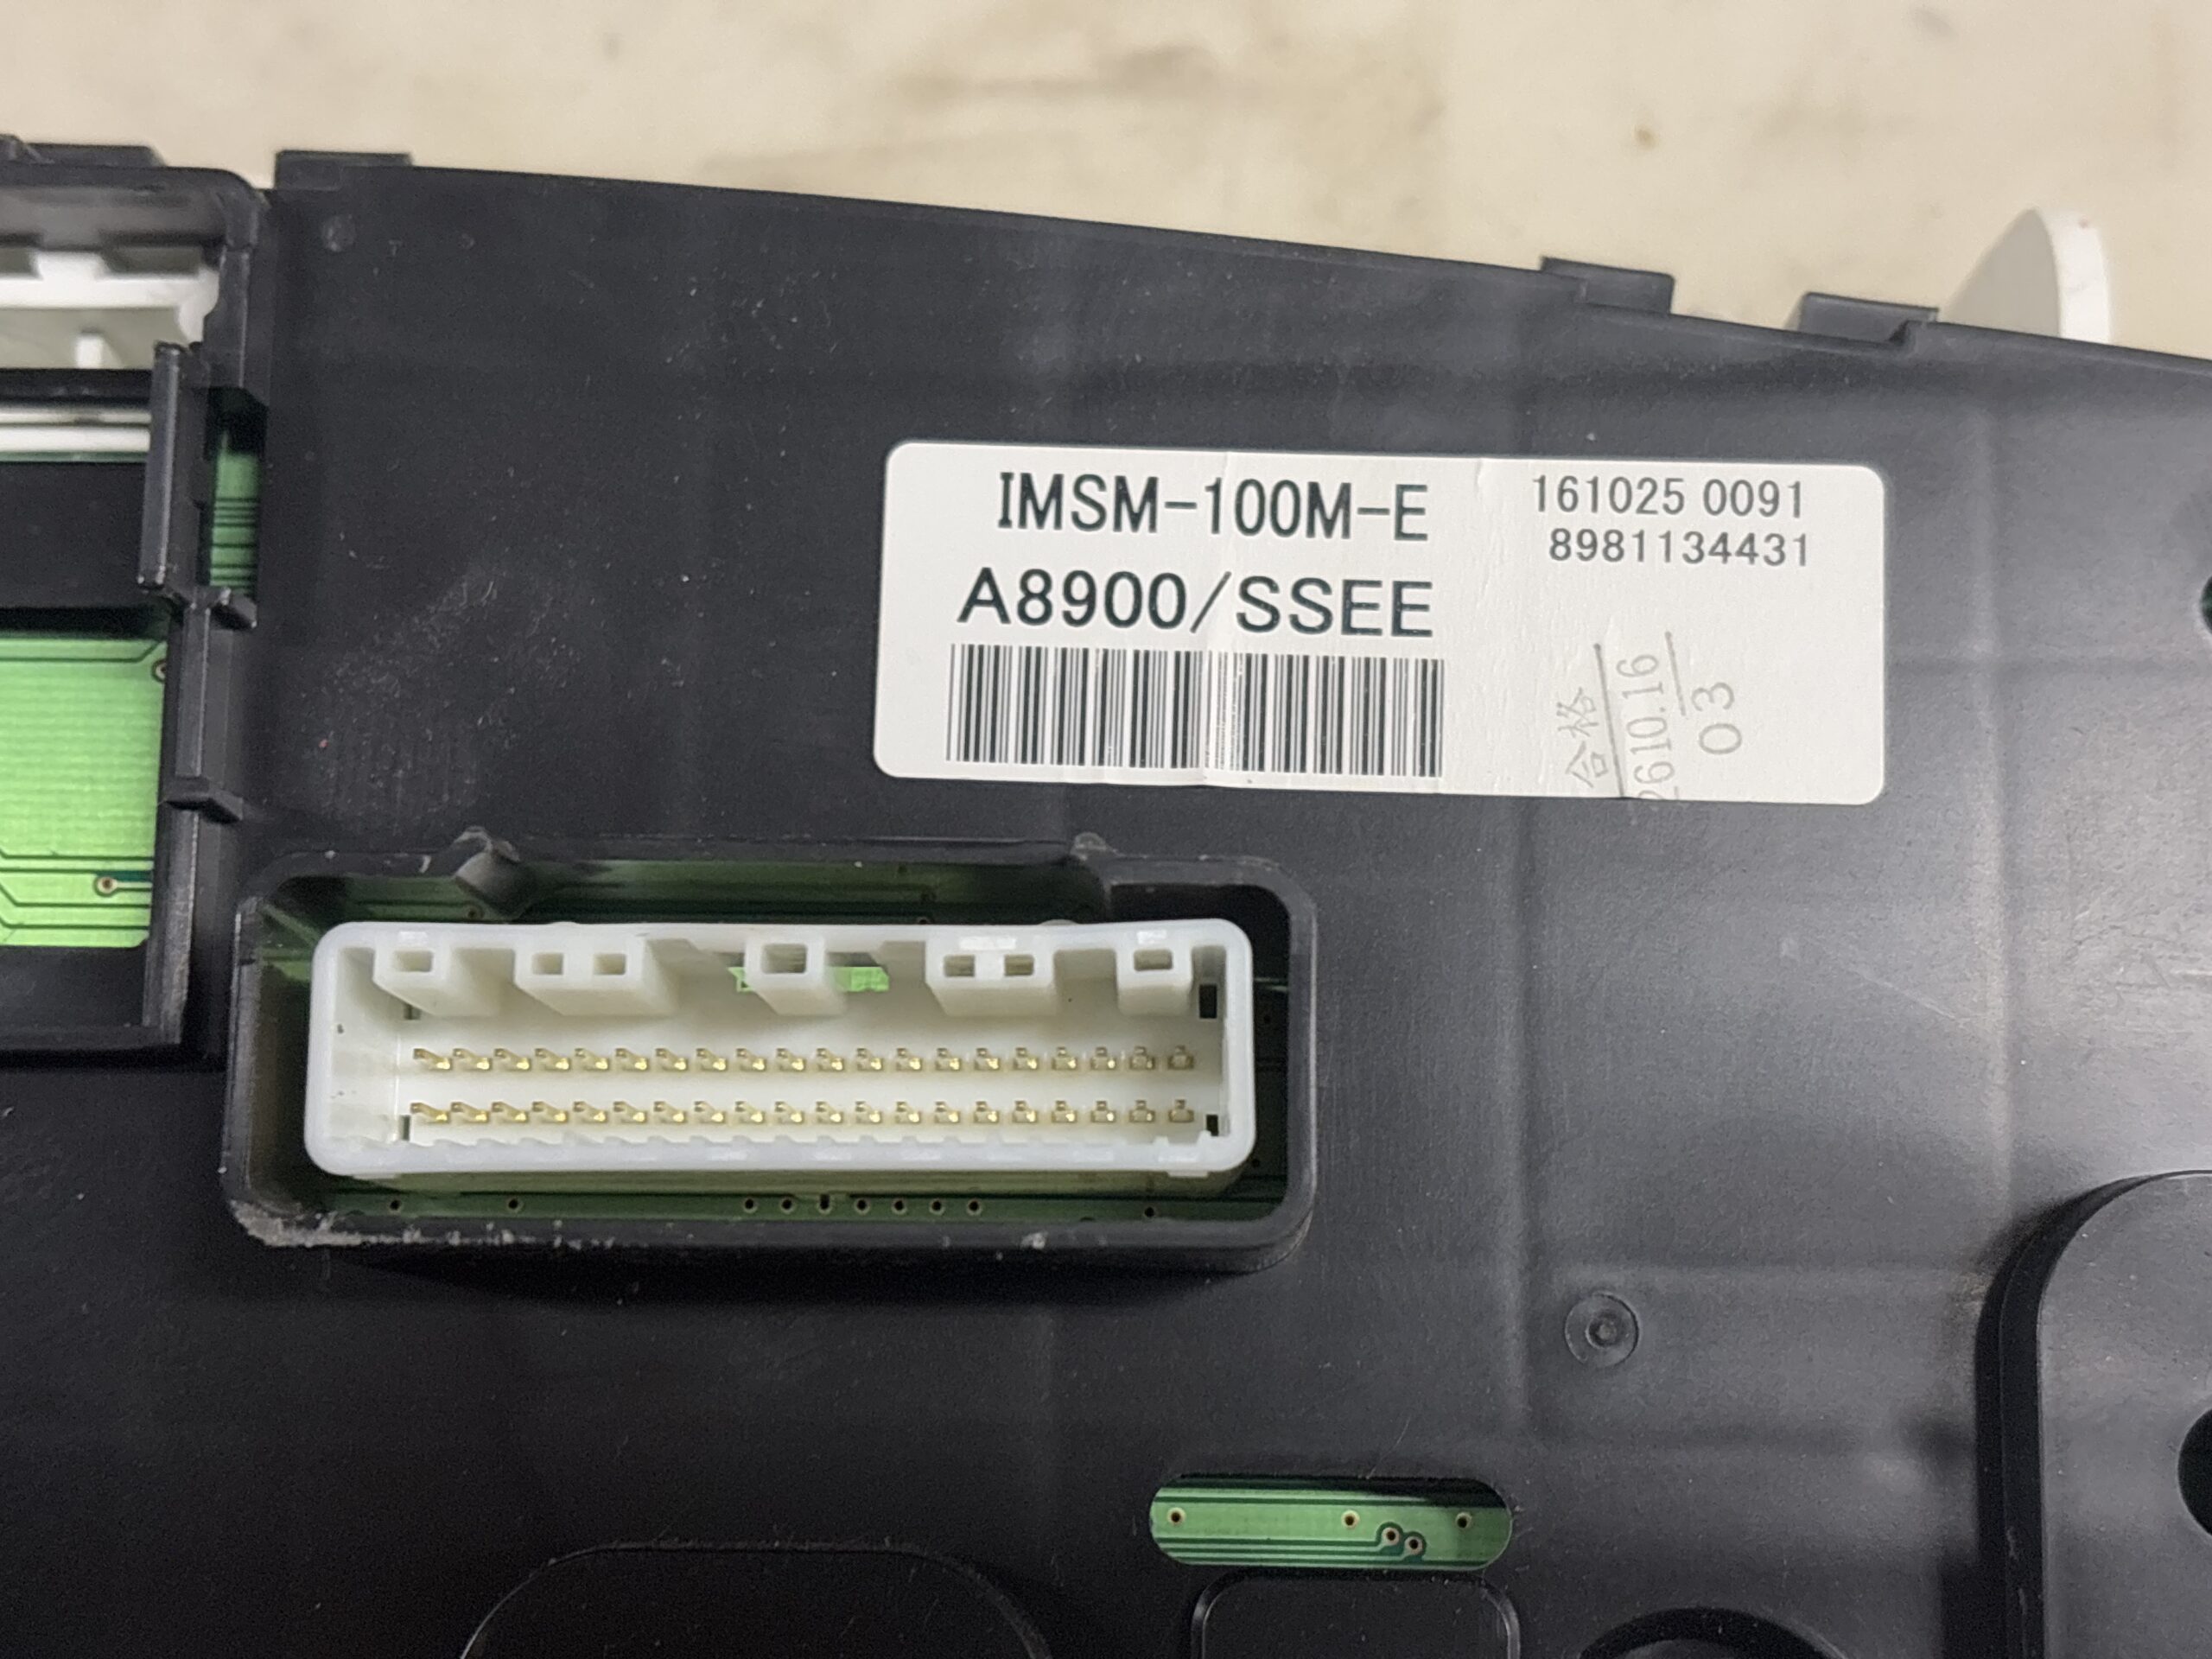 IMSM-100M-E
A8900/SSEE
161025 0091
8981134431
合格
2610.16
03